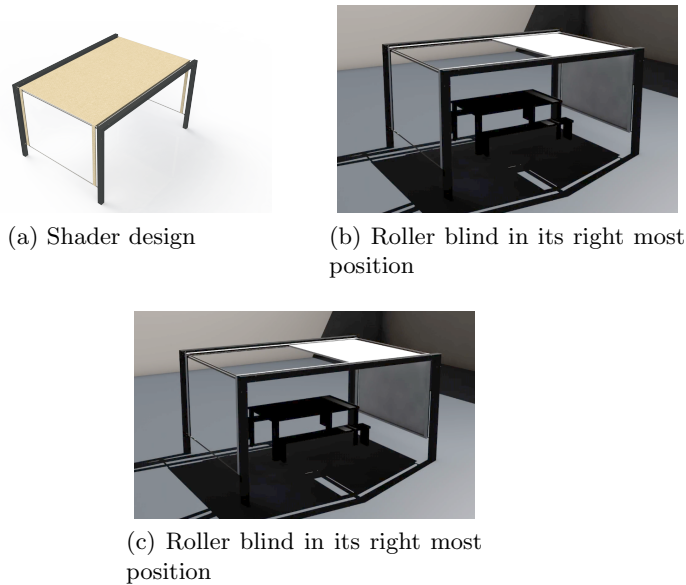 (a) Shader design
(b) Roller blind in its right most
position
(c) Roller blind in its right most
position